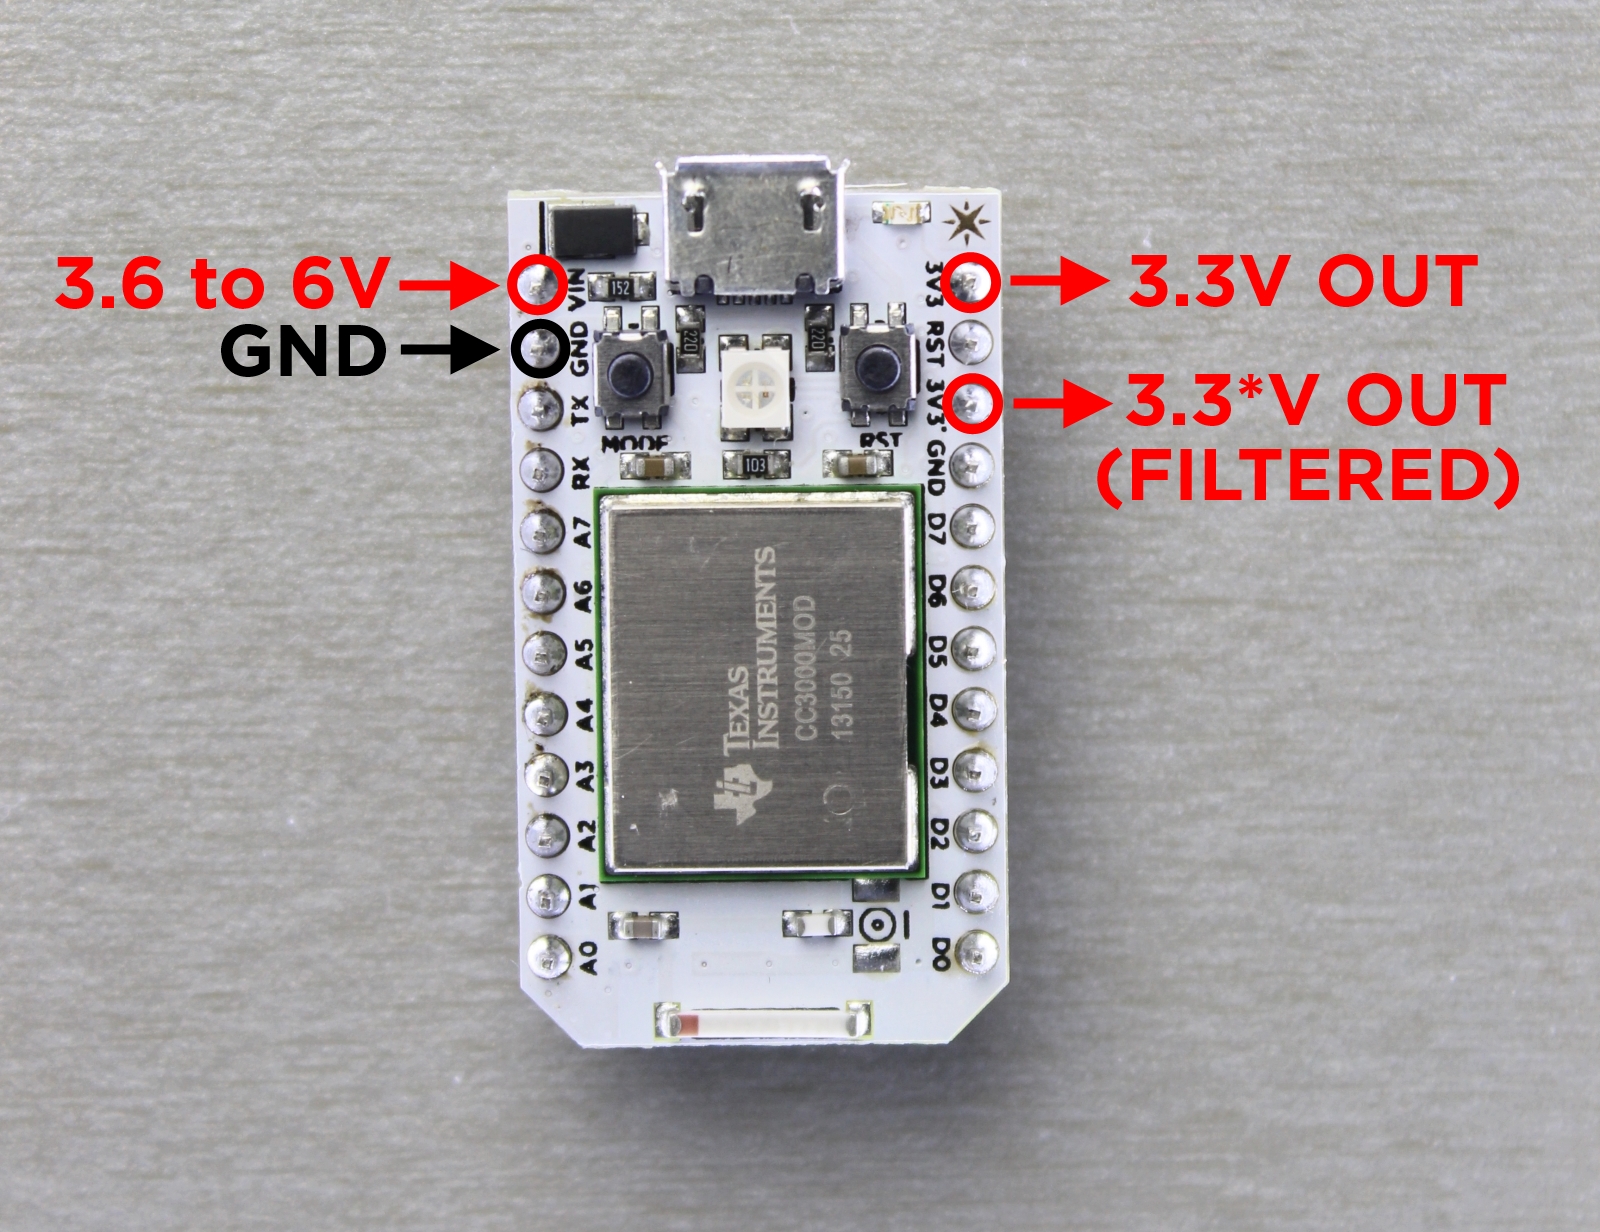 3.6 to 6V
GND
3.3V OUT
3.3*V OUT
(FILTERED)
VIN
GND
TX
RX
A7
A6
A5
A4
A3
A2
A1
A0
3V3
RST
3V3*
GND
D7
D6
D5
D4
D3
D2
D1
D0
152
220
220
MODE
RST
103
TEXAS
INSTRUMENTS
CC3000MOD
13150 25